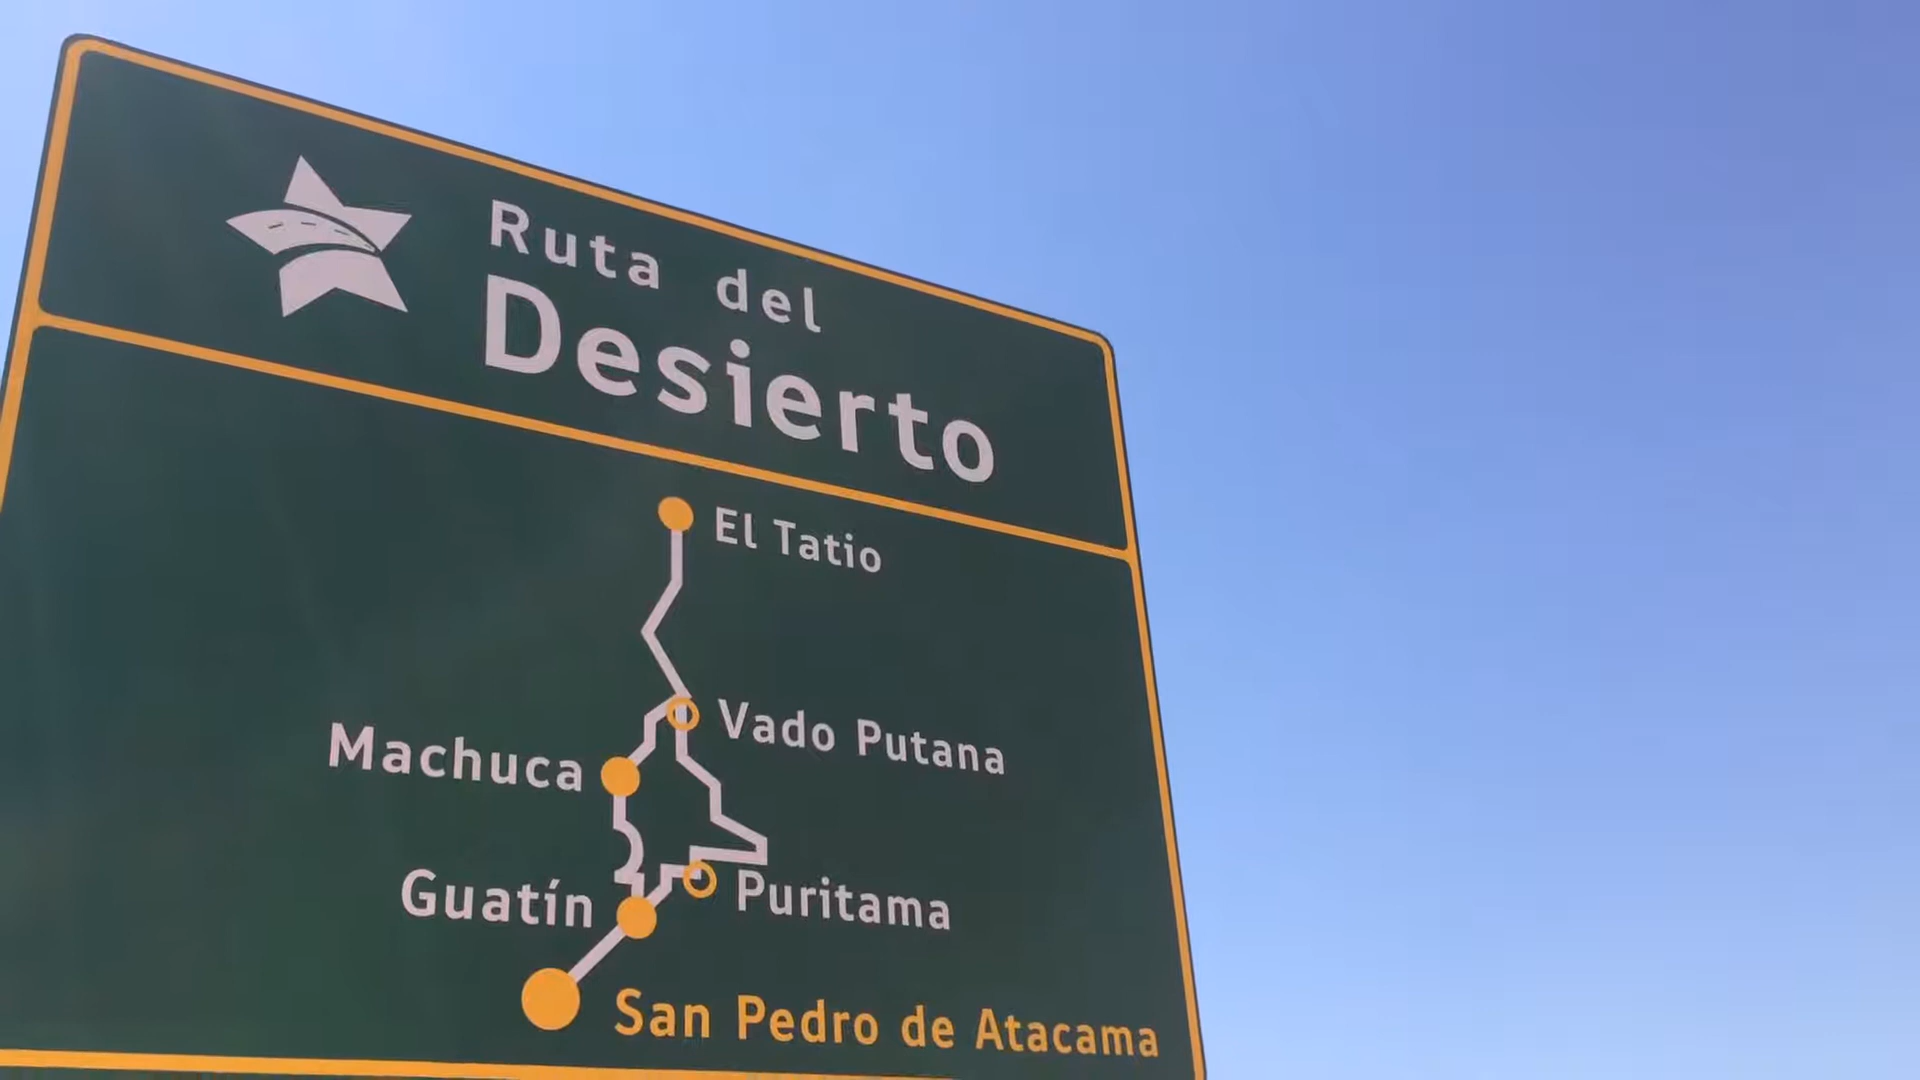 Ruta del
Desierto
El Tatio
Vado Putana
Machuca
Guatín
Puritama
San Pedro de Atacama